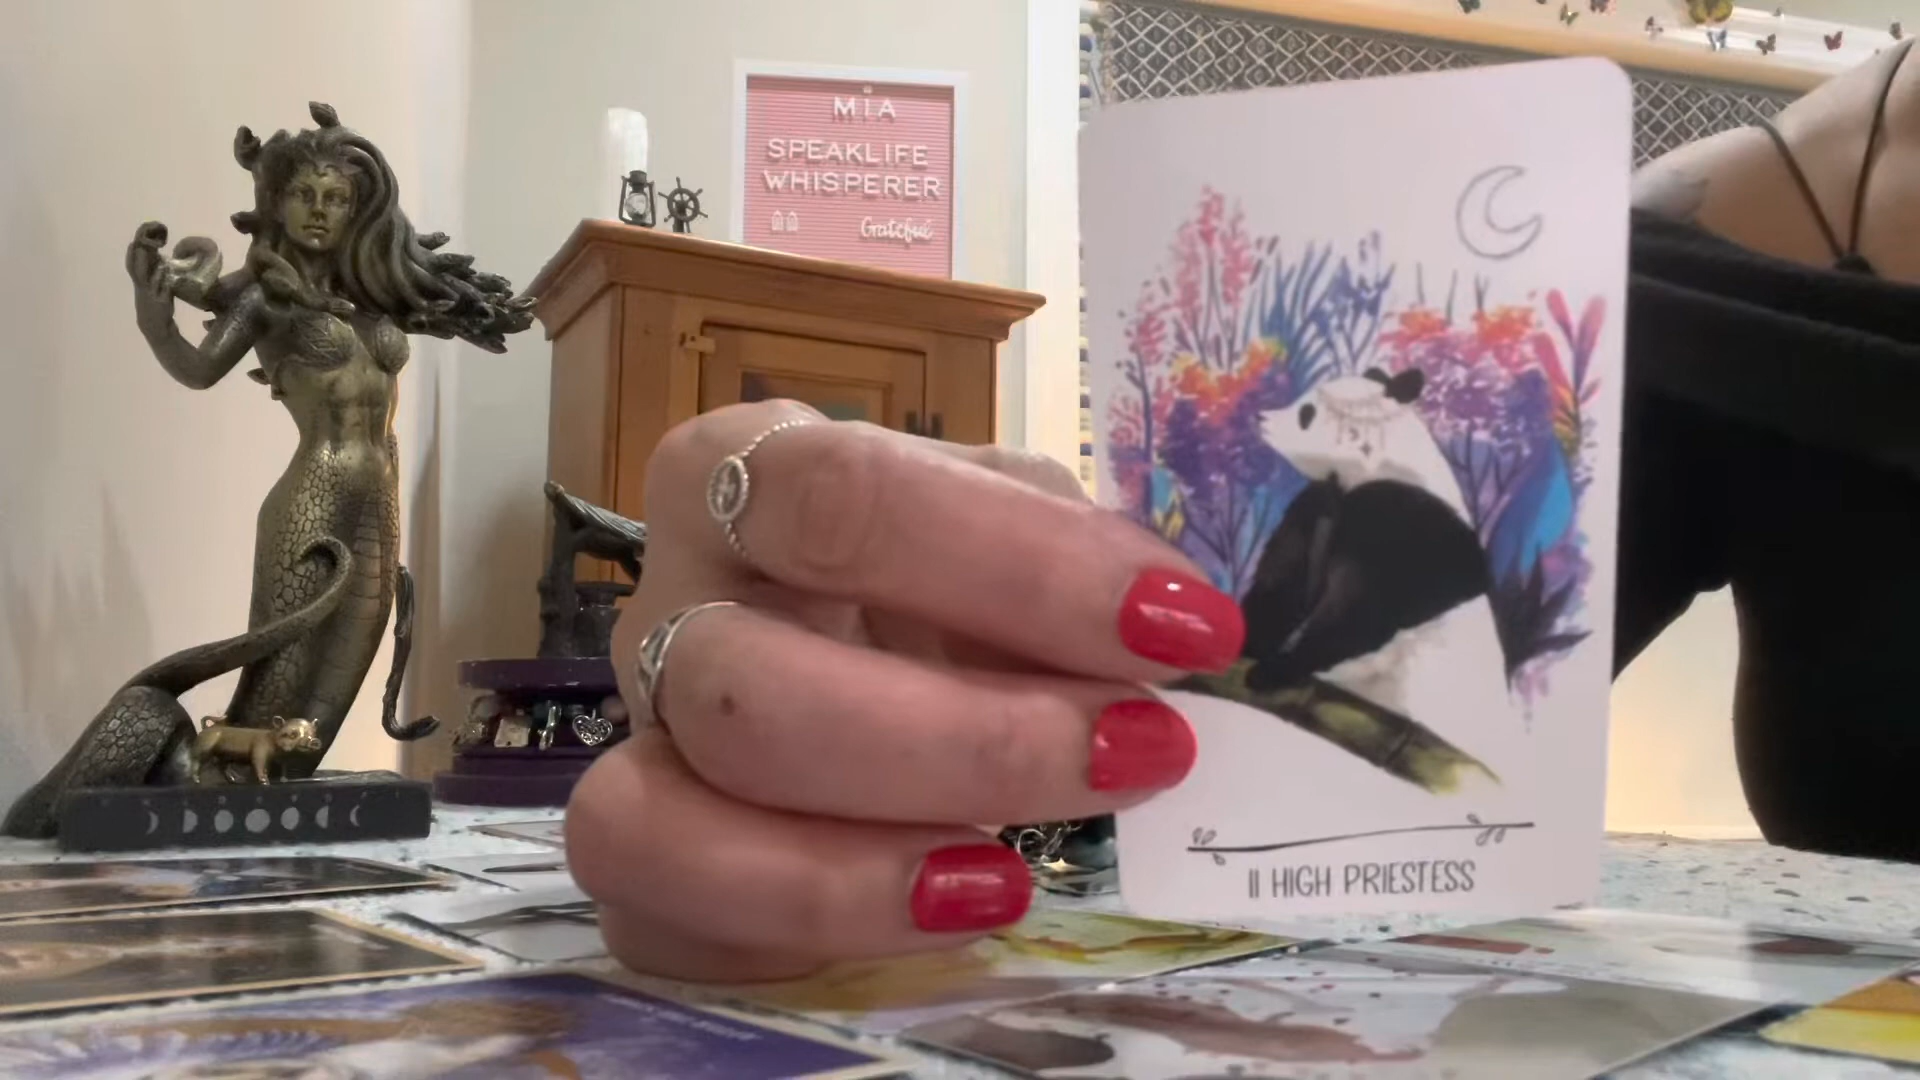 MIA
SPEAKLIFE
WHISPERER
Grateful
II HIGH PRIESTESS